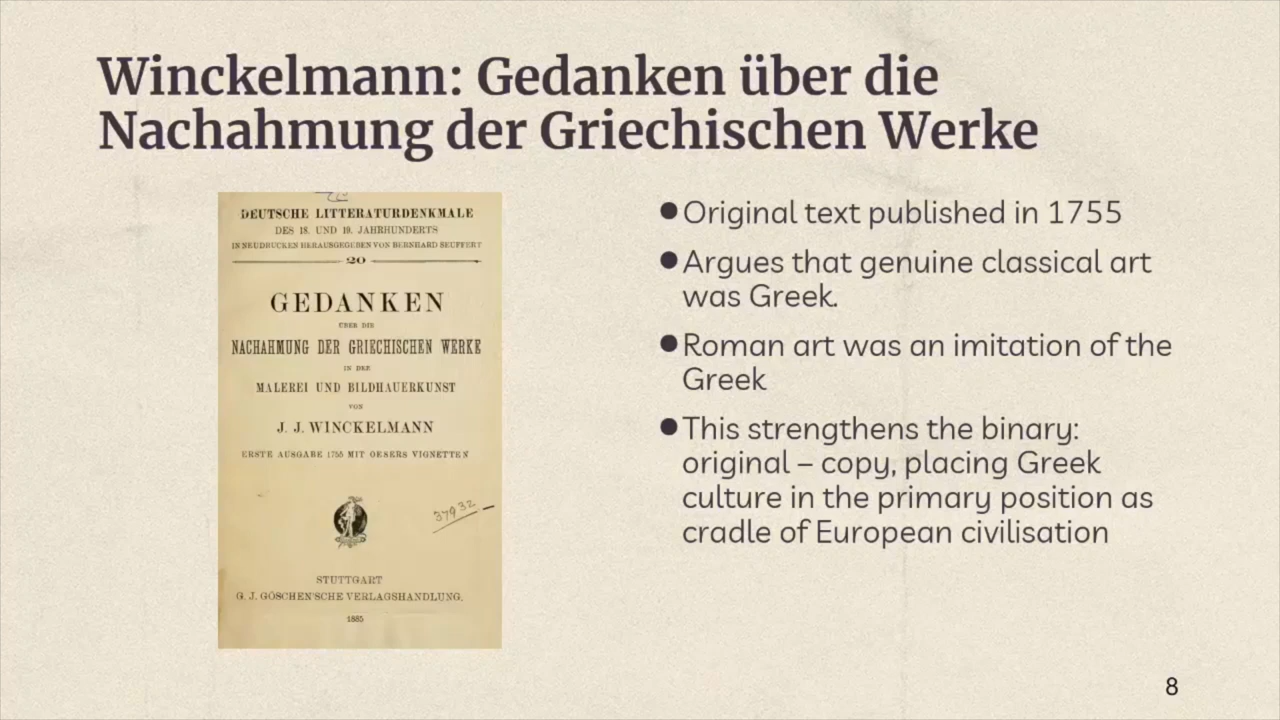 Winckelmann: Gedanken über die
Nachahmung der Griechischen Werke
DEUTSCHE LITTERATURDENKMALE
DES 18. UND 19. JAHRHUNDERTS
IN NEUDRUCKEN HERAUSGEGEBEN VON BERNHARD SEUFFERT
20
GEDANKEN
ÜBER DIE
NACHAHMUNG DER GRIECHISCHEN WERKE
IN DER
MALEREI UND BILDHAUERKUNST
VON
J. J. WINCKELMANN
ERSTE AUSGABE 1755 MIT OESERS VIGNETTEN
37932
STUTTGART
G. J. GÖSCHEN'SCHE VERLAGSHANDLUNG.
1885
●Original text published in 1755
●Argues that genuine classical art
was Greek.
●Roman art was an imitation of the
Greek
●This strengthens the binary:
original – copy, placing Greek
culture in the primary position as
cradle of European civilisation
8